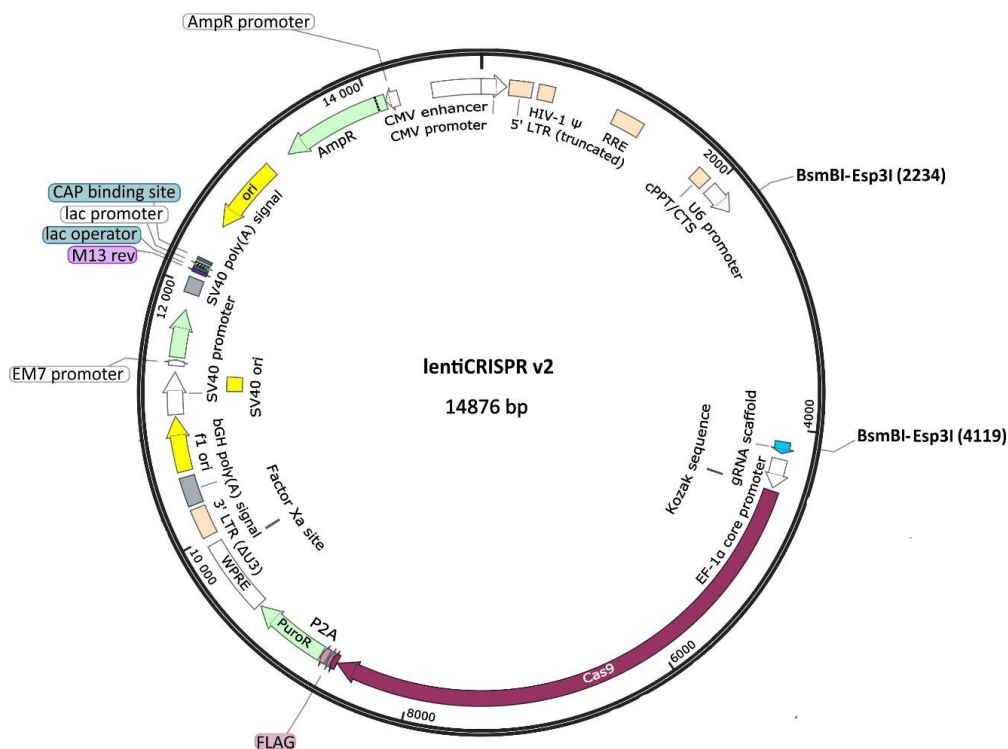 AmpR promoter
14 000
AmpR
CMV enhancer
CMV promoter
HIV-1 ψ
5' LTR (truncated)
RRE
2000
cPPT/CTS
U6 promoter
BsmBI-Esp3I (2234)
ori
CAP binding site
lac promoter
lac operator
M13 rev
SV40 poly(A) signal
12 000
EM7 promoter
SV40 promoter
SV40 ori
lentiCRISPR v2
14876 bp
4000
BsmBI-Esp3I (4119)
gRNA scaffold
Kozak sequence
EF-1α core promoter
f1 ori
bGH poly(A) signal
3' LTR (ΔU3)
Factor Xa site
10 000
WPRE
PuroR
P2A
FLAG
Cas9
6000
8000